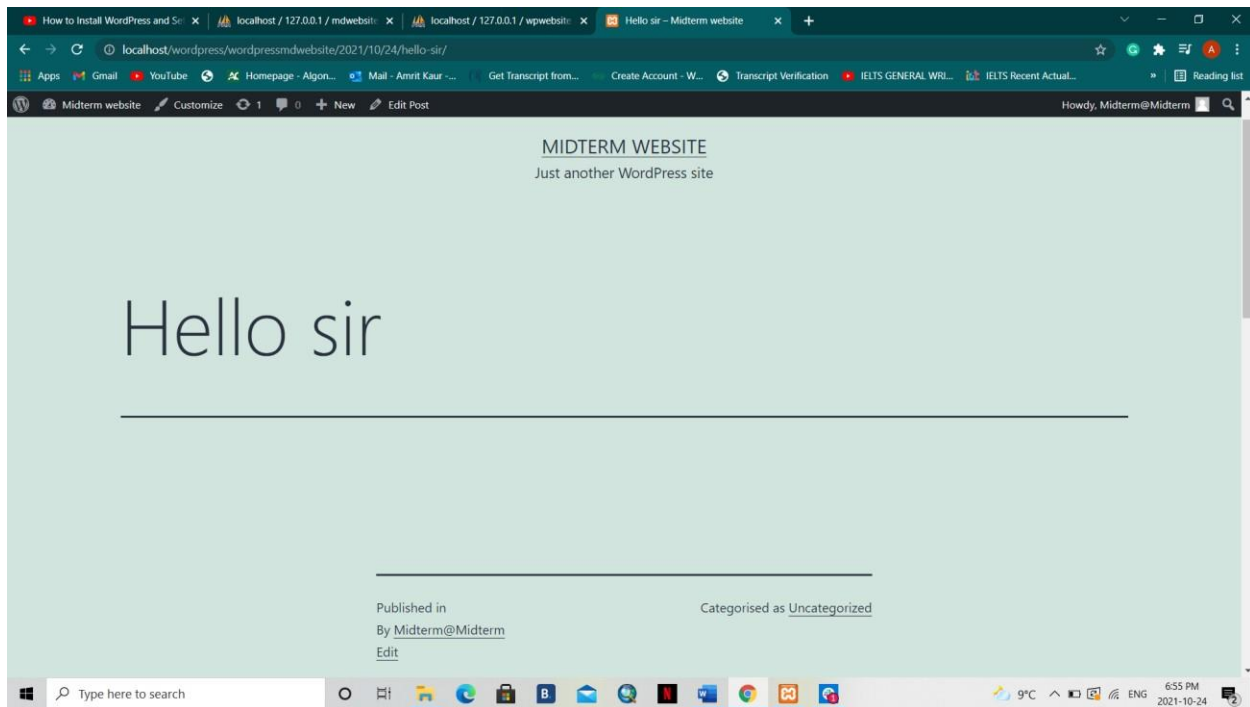 How to Install WordPress and Se
localhost / 127.0.0.1 / mdwebsite
localhost / 127.0.0.1 / wpwebsite
Hello sir – Midterm website
localhost/wordpress/wordpressmdwebsite/2021/10/24/hello-sir/
Apps Gmail YouTube Homepage - Algon... Mail - Amrit Kaur -... Get Transcript from... Create Account - W... Transcript Verification IELTS GENERAL WRI... IELTS Recent Actual... » Reading list
Midterm website Customize 1 0 + New Edit Post Howdy, Midterm@Midterm
MIDTERM WEBSITE
Just another WordPress site
Hello sir
Published in
By Midterm@Midterm
Edit
Categorised as Uncategorized
Type here to search
9°C ENG
6:55 PM
2021-10-24
2